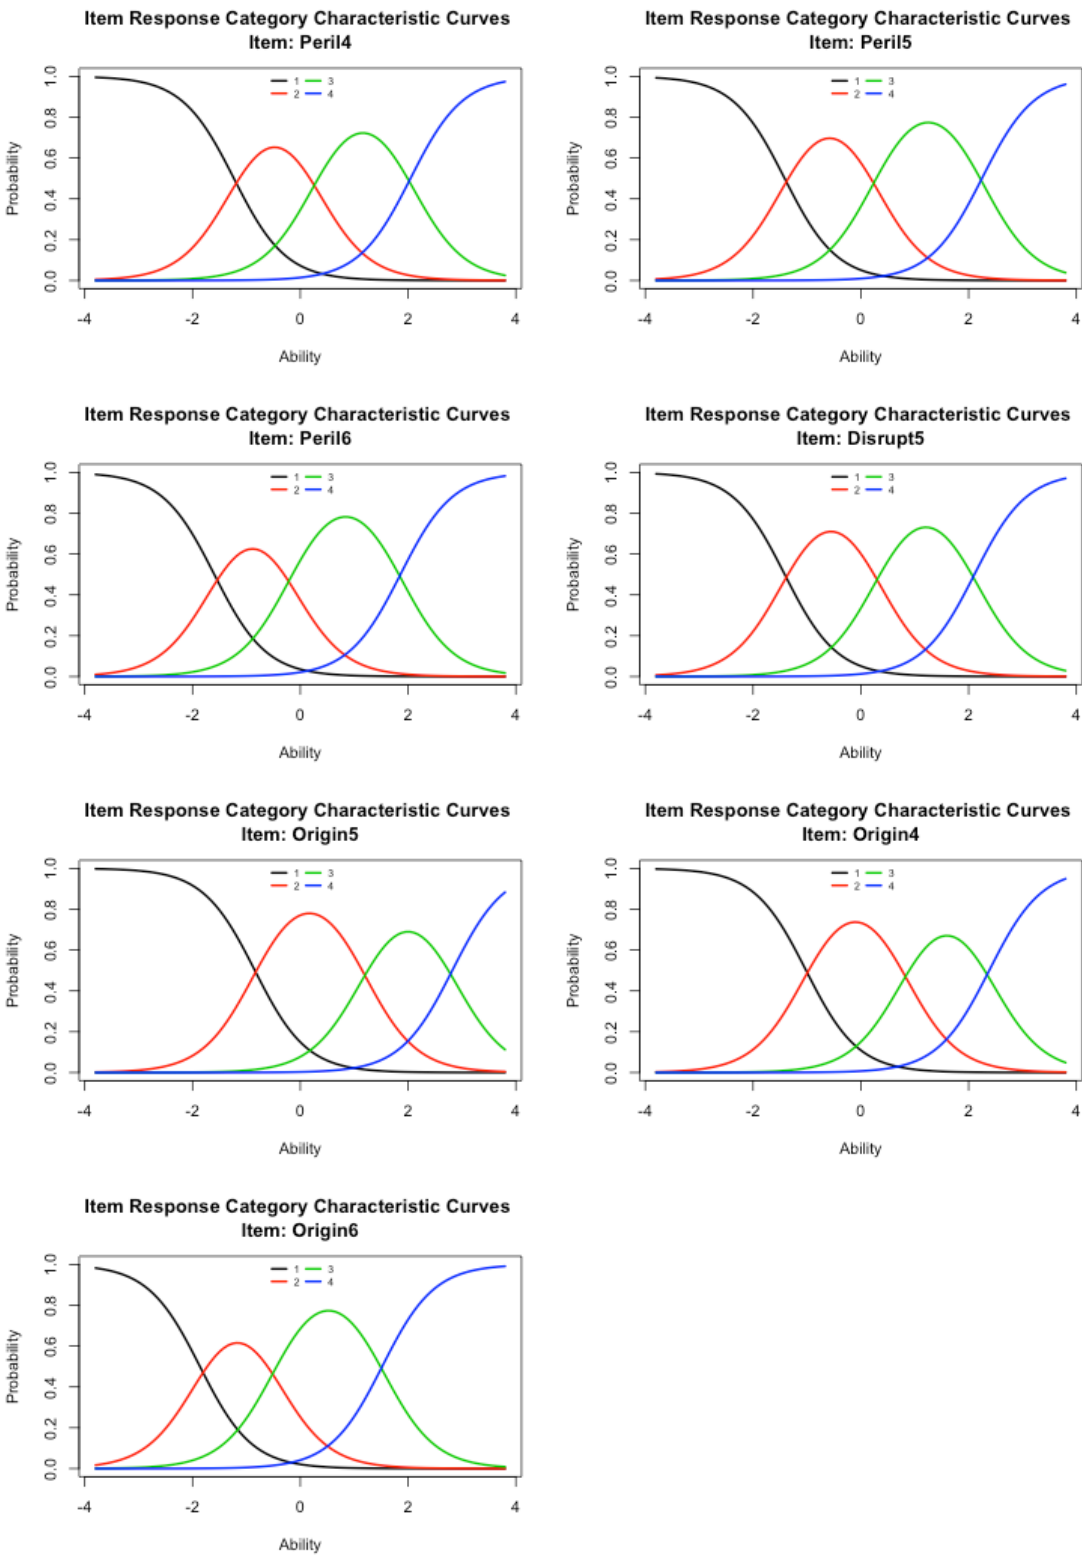 Item Response Category Characteristic Curves
Item: Peril4
Probability
0.0 0.2 0.4 0.6 0.8 1.0
1 3
2 4
-4 -2 0 2 4
Ability
Item Response Category Characteristic Curves
Item: Peril5
Probability
0.0 0.2 0.4 0.6 0.8 1.0
1 3
2 4
-4 -2 0 2 4
Ability
Item Response Category Characteristic Curves
Item: Peril6
Probability
0.0 0.2 0.4 0.6 0.8 1.0
1 3
2 4
-4 -2 0 2 4
Ability
Item Response Category Characteristic Curves
Item: Disrupt5
Probability
0.0 0.2 0.4 0.6 0.8 1.0
1 3
2 4
-4 -2 0 2 4
Ability
Item Response Category Characteristic Curves
Item: Origin5
Probability
0.0 0.2 0.4 0.6 0.8 1.0
1 3
2 4
-4 -2 0 2 4
Ability
Item Response Category Characteristic Curves
Item: Origin4
Probability
0.0 0.2 0.4 0.6 0.8 1.0
1 3
2 4
-4 -2 0 2 4
Ability
Item Response Category Characteristic Curves
Item: Origin6
Probability
0.0 0.2 0.4 0.6 0.8 1.0
1 3
2 4
-4 -2 0 2 4
Ability